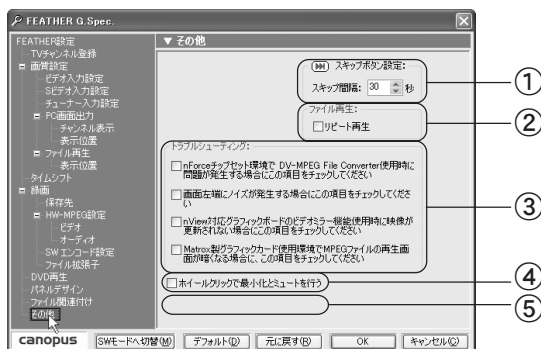 FEATHER G.Spec.
FEATHER設定
TVチャンネル登録
画質設定
ビデオ入力設定
Sビデオ入力設定
チューナー入力設定
PC画面出力
チャンネル表示
表示位置
ファイル再生
表示位置
タイムシフト
録画
保存先
HW-MPEG設定
ビデオ
オーディオ
SWエンコード設定
ファイル拡張子
DVD再生
パネルデザイン
ファイル関連付け
その他
▼ その他
スキップボタン設定:
スキップ間隔: 30 秒
①
ファイル再生:
リピート再生
②
トラブルシューティング:
nForceチップセット環境で DV-MPEG File Converter使用時に
問題が発生する場合にこの項目をチェックしてください
画面左端にノイズが発生する場合にこの項目をチェックしてくださ
い
nView対応グラフィックボードのビデオミラー機能使用時に映像が
更新されない場合にこの項目をチェックしてください
Matrox製グラフィックカード使用環境でMPEGファイルの再生画
面が暗くなる場合に、この項目をチェックしてください
③
ホイールクリックで最小化とミュートを行う
④
⑤
canopus
SWモードへ切替(M)
デフォルト(D)
元に戻す(R)
OK
キャンセル(C)